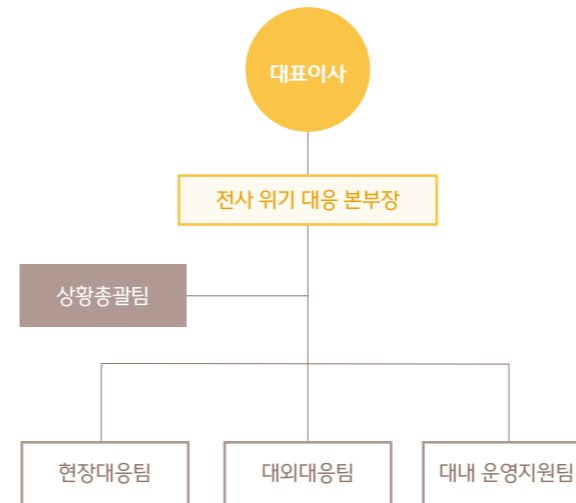 대표이사
전사 위기 대응 본부장
상황총괄팀
현장대응팀
대외대응팀
대내 운영지원팀